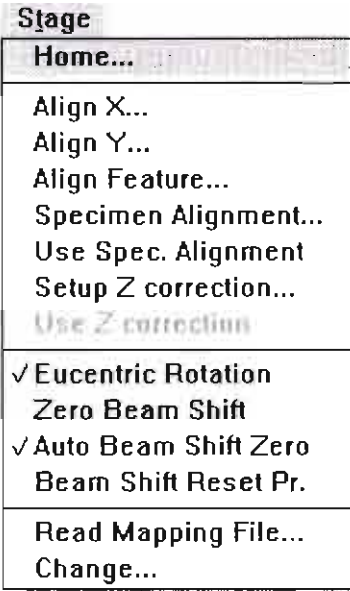 Stage
Home...
Align X...
Align Y...
Align Feature...
Specimen Alignment...
Use Spec. Alignment
Setup Z correction...
Use Z correction
✓ Eucentric Rotation
Zero Beam Shift
✓ Auto Beam Shift Zero
Beam Shift Reset Pr.
Read Mapping File...
Change...